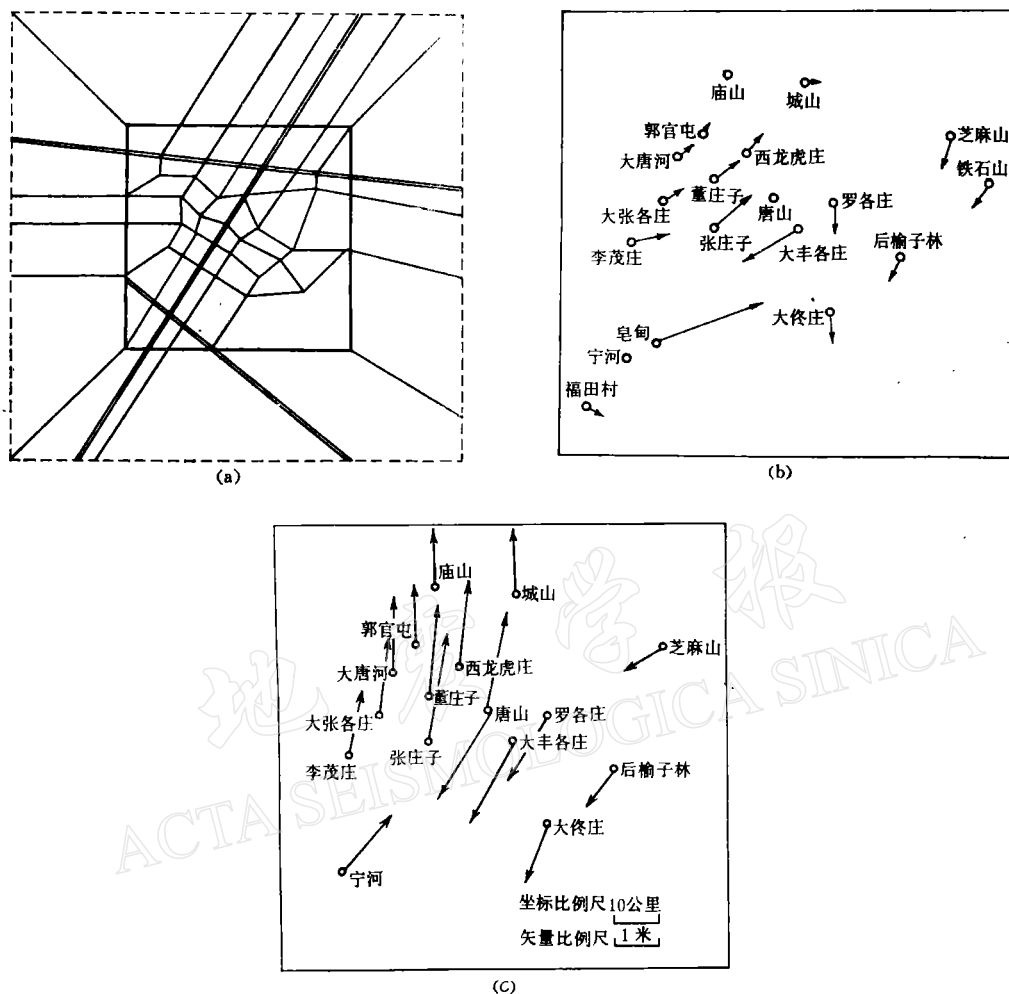 庙山
城山
郭官屯
芝麻山
大唐河
西龙虎庄
铁石山
董庄子
大张各庄
唐山
罗各庄
李茂庄
张庄子
大丰各庄
后榆子林
皂甸
大佟庄
宁河
福田村
(a)
(b)
庙山
城山
郭官屯
芝麻山
大唐河
西龙虎庄
董庄子
大张各庄
唐山
罗各庄
李茂庄
张庄子
大丰各庄
后榆子林
大佟庄
宁河
坐标比例尺 10公里
矢量比例尺 1米
(C)
地震学报
ACTA SEISMOLOGICA SINICA